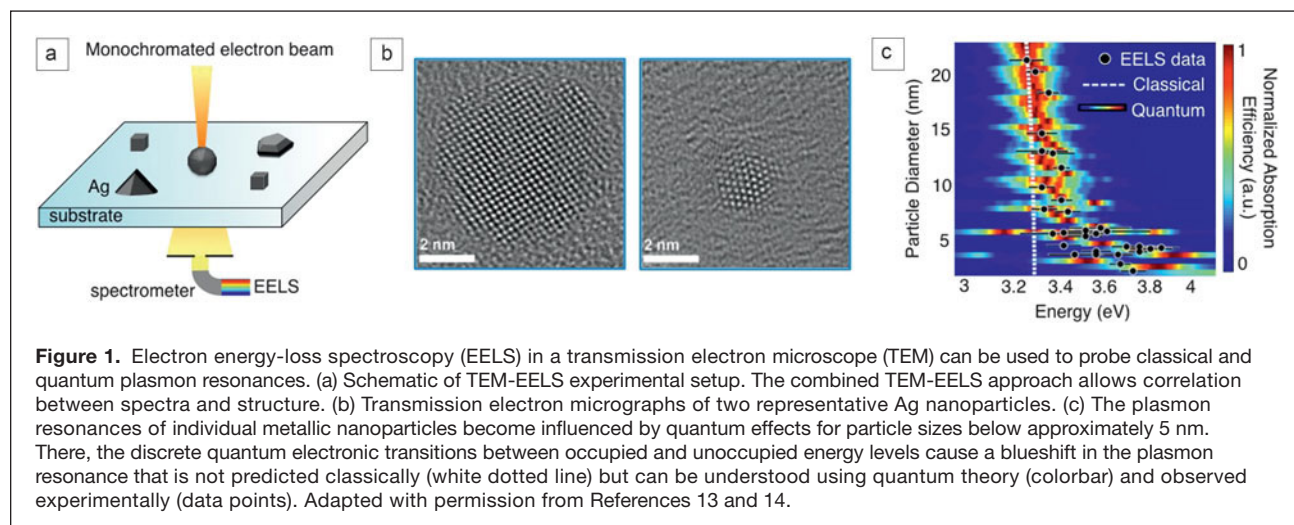 a
Monochromated electron beam
Ag
substrate
spectrometer
EELS
b
2 nm
2 nm
c
Particle Diameter (nm)
20
15
10
5
EELS data
Classical
Quantum
3
3.2
3.4
3.6
3.8
4
Energy (eV)
1
0
Normalized Absorption
Efficiency (a.u.)
Figure 1. Electron energy-loss spectroscopy (EELS) in a transmission electron microscope (TEM) can be used to probe classical and
quantum plasmon resonances. (a) Schematic of TEM-EELS experimental setup. The combined TEM-EELS approach allows correlation
between spectra and structure. (b) Transmission electron micrographs of two representative Ag nanoparticles. (c) The plasmon
resonances of individual metallic nanoparticles become influenced by quantum effects for particle sizes below approximately 5 nm.
There, the discrete quantum electronic transitions between occupied and unoccupied energy levels cause a blueshift in the plasmon
resonance that is not predicted classically (white dotted line) but can be understood using quantum theory (colorbar) and observed
experimentally (data points). Adapted with permission from References 13 and 14.